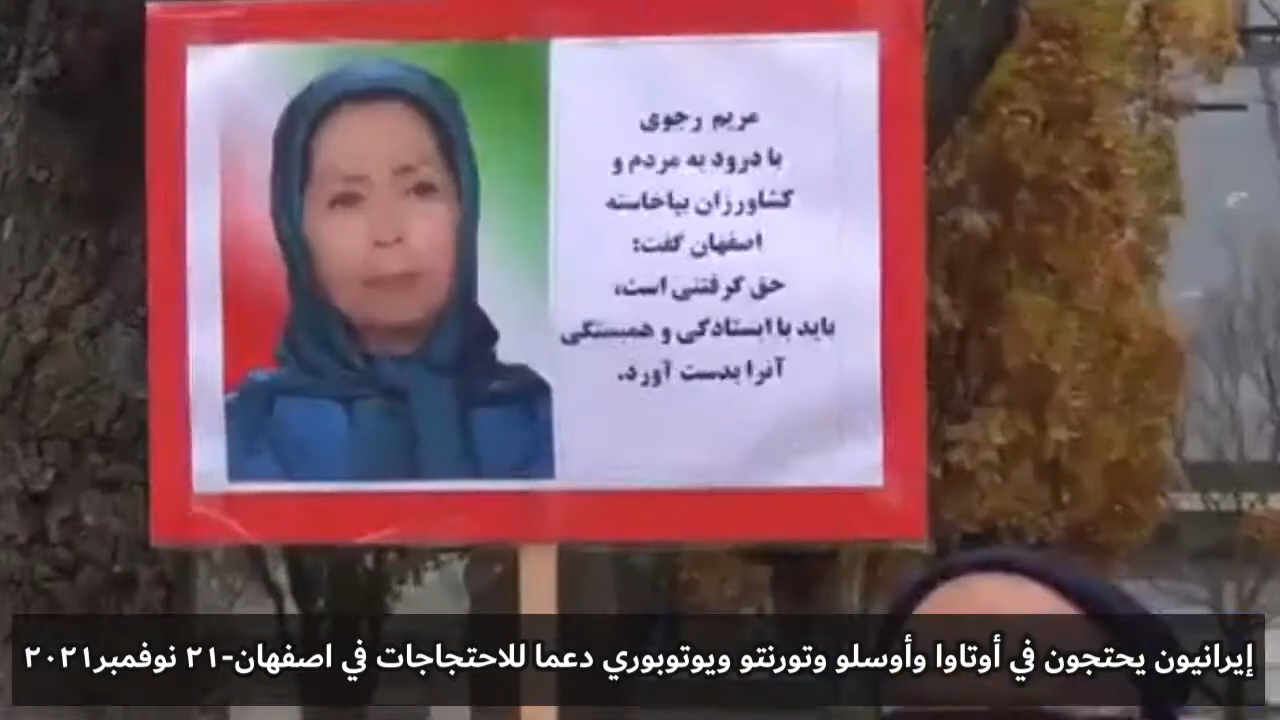 مریم رجوی
با درود به مردم و
کشاورزان بپاخاسته
اصفهان گفت:
حق گرفتنی است،
باید با ایستادگی و همبستگی
آنرا بدست آورد.
إيرانيون يحتجون في أوتاوا وأوسلو وتورنتو ويوتوبوري دعما للاحتجاجات في اصفهان-٢١ نوفمبر٢٠٢١